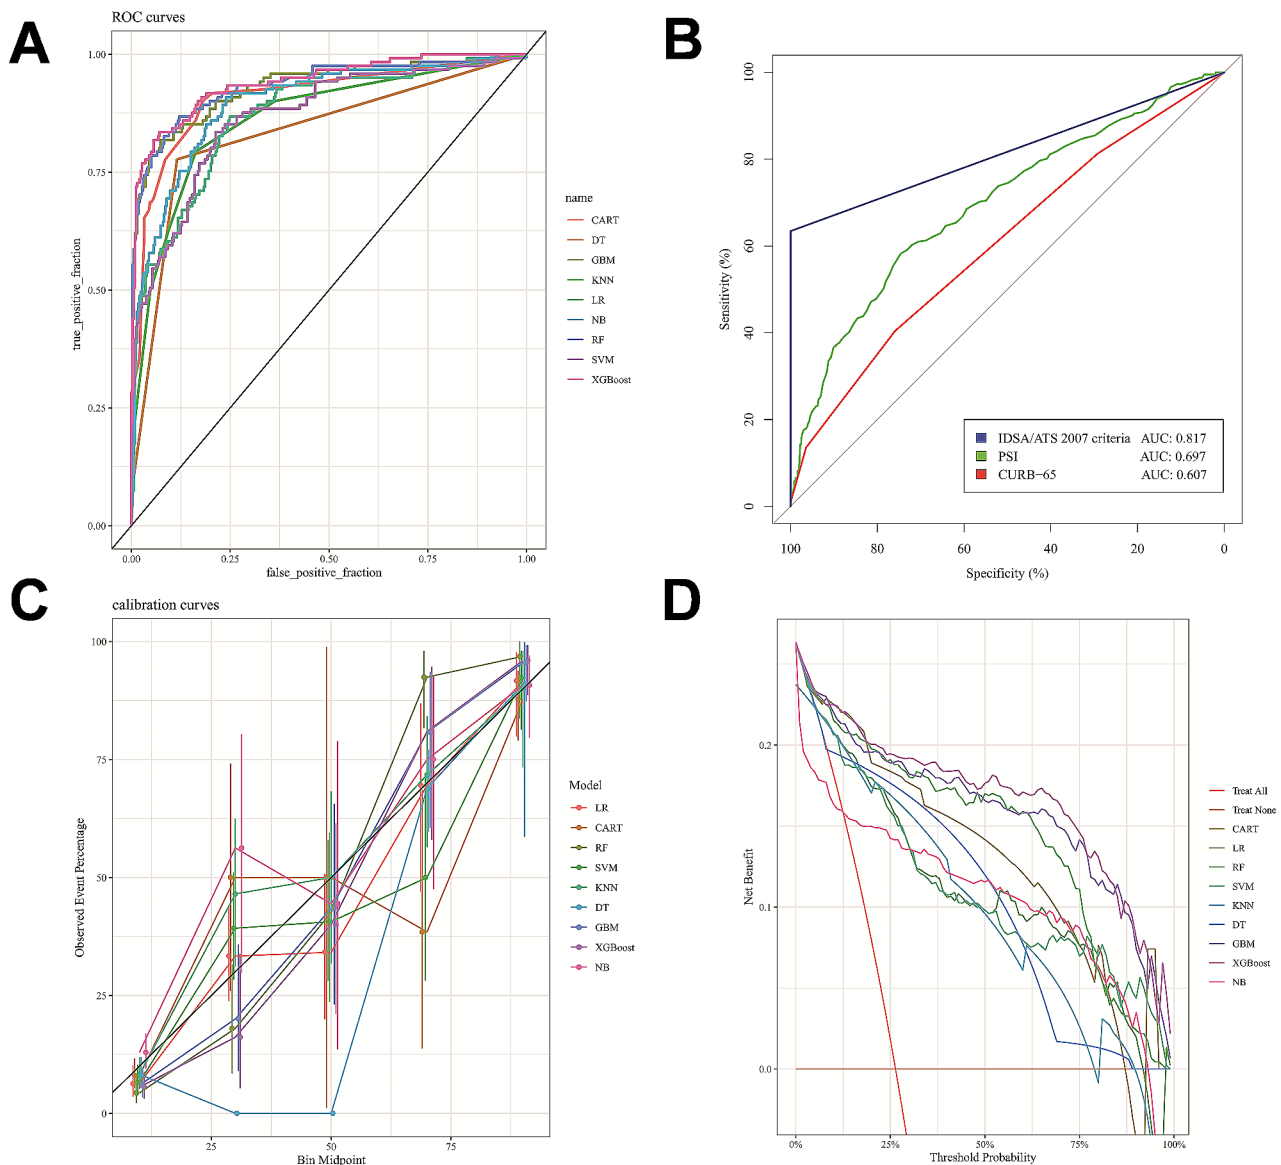 A
ROC curves
1.00
0.75
0.50
0.25
0.00
true_positive_fraction
0.00
0.25
0.50
0.75
1.00
false_positive_fraction
name
CART
DT
GBM
KNN
LR
NB
RF
SVM
XGBoost
B
100
80
60
40
20
0
Sensitivity (%)
IDSA/ATS 2007 criteria AUC: 0.817
PSI AUC: 0.697
CURB−65 AUC: 0.607
100
80
60
40
20
0
Specificity (%)
C
calibration curves
100
75
50
25
0
Observed Event Percentage
25
50
75
Bin Midpoint
Model
LR
CART
RF
SVM
KNN
DT
GBM
XGBoost
NB
D
0.2
0.1
0.0
Net Benefit
0%
25%
50%
75%
100%
Threshold Probability
Treat All
Treat None
CART
LR
RF
SVM
KNN
DT
GBM
XGBoost
NB